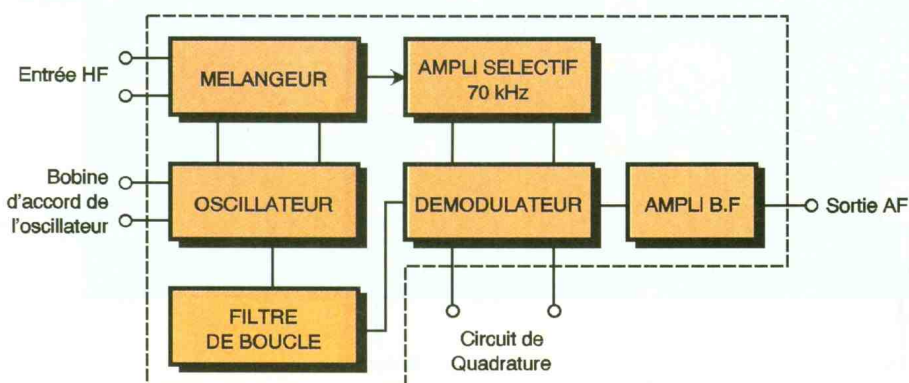 Entrée HF
MELANGEUR
AMPLI SELECTIF
70 kHz
Bobine
d'accord de
l'oscillateur
OSCILLATEUR
DEMODULATEUR
AMPLI B.F
Sortie AF
FILTRE
DE BOUCLE
Circuit de
Quadrature